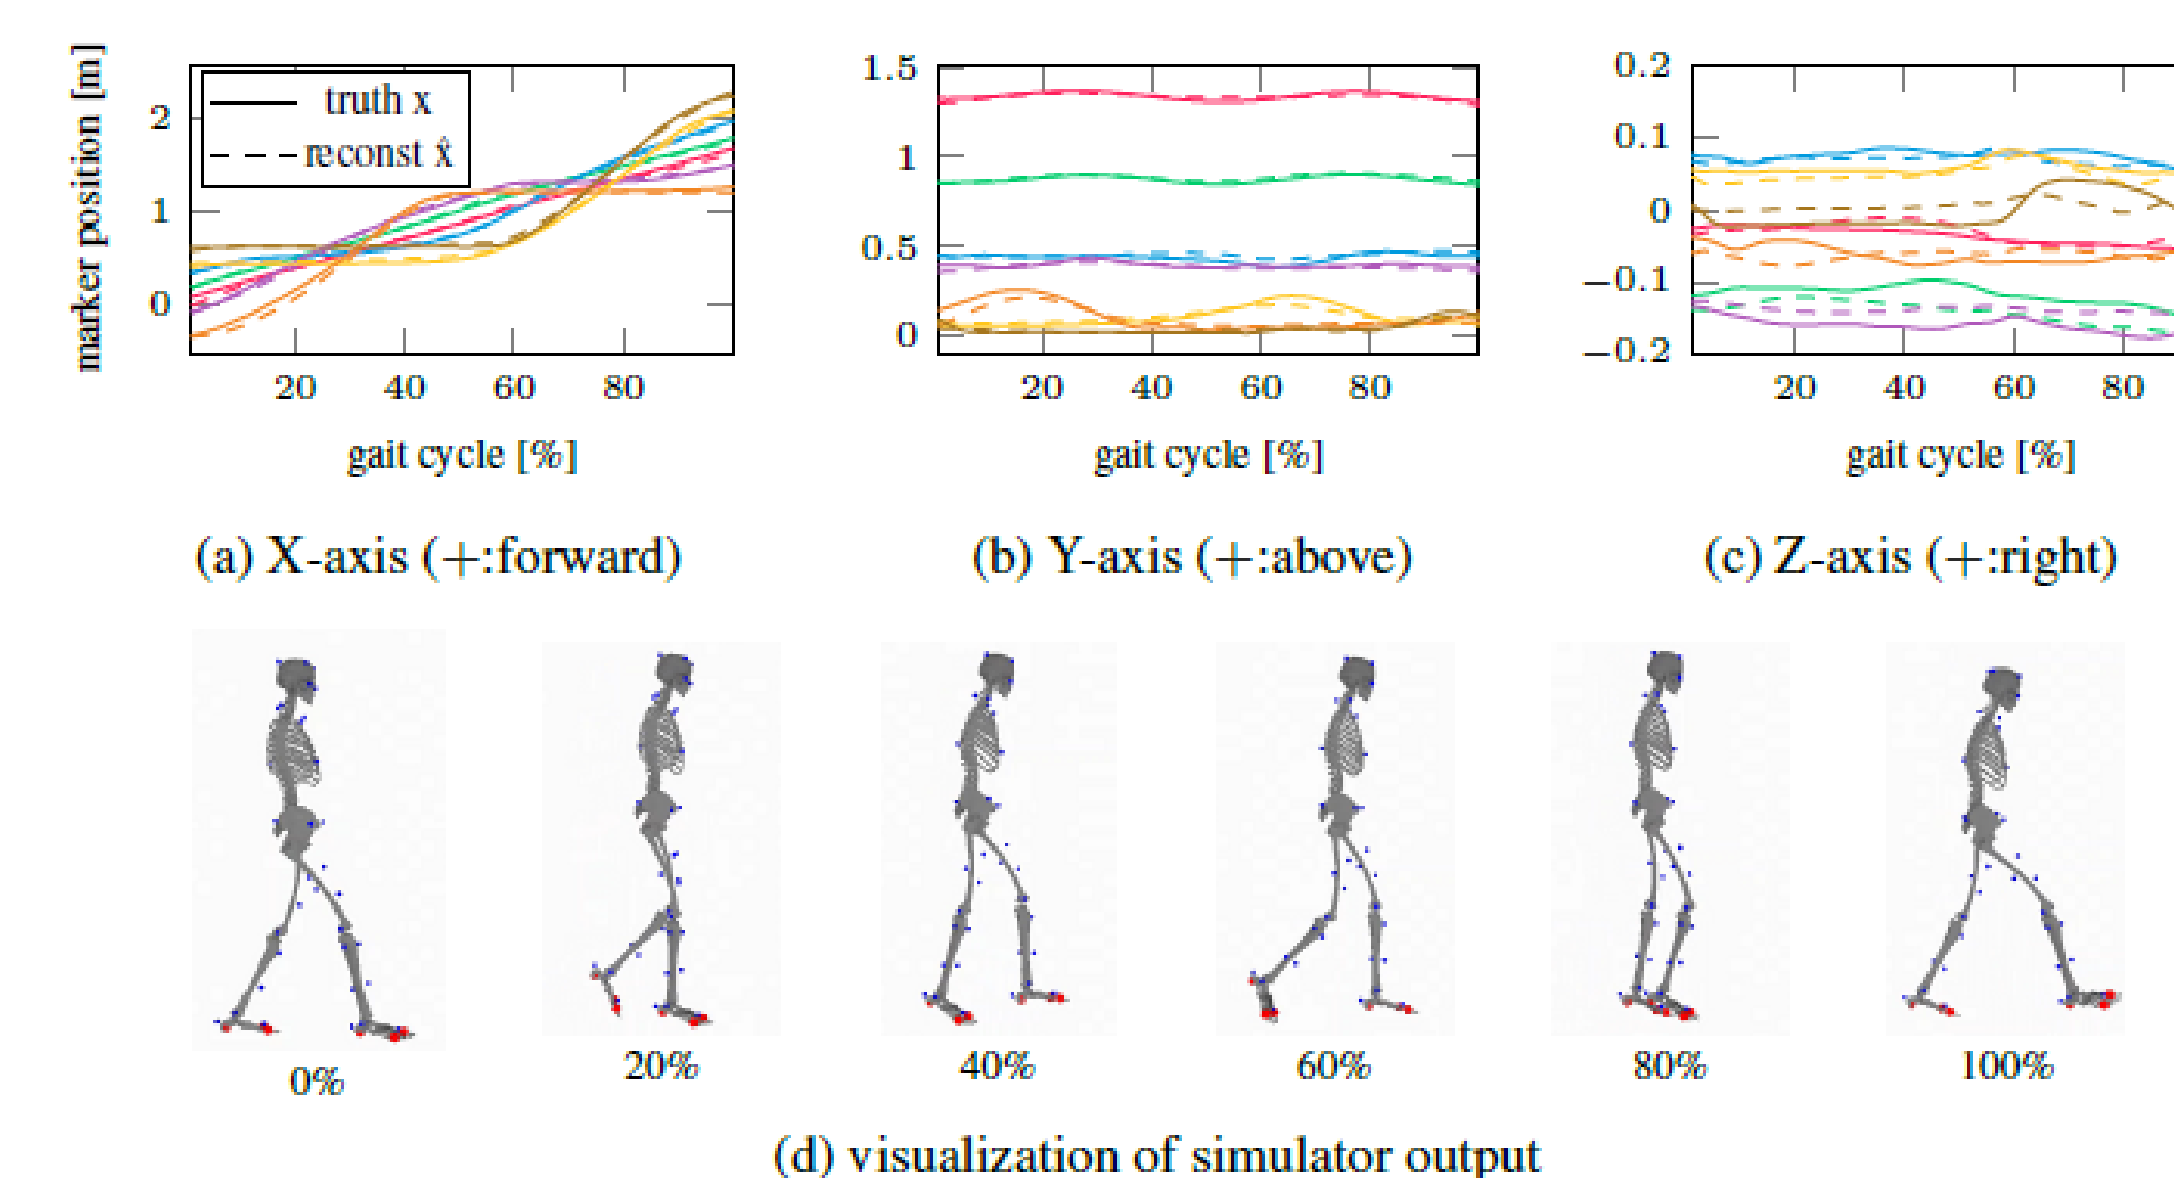 marker position [m]
2
1
0
truth x
reconst x̂
20 40 60 80
gait cycle [%]
(a) X-axis (+:forward)
1.5
1
0.5
0
20 40 60 80
gait cycle [%]
(b) Y-axis (+:above)
0.2
0.1
0
−0.1
−0.2
20 40 60 80
gait cycle [%]
(c) Z-axis (+:right)
0% 20% 40% 60% 80% 100%
(d) visualization of simulator output